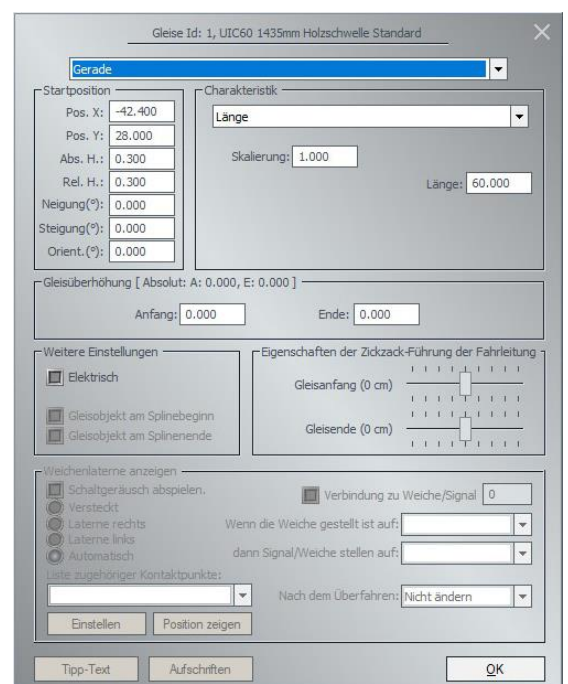 Gleise Id: 1, UIC60 1435mm Holzschwelle Standard
Gerade
Startposition
Pos. X: -42.400
Pos. Y: 28.000
Abs. H.: 0.300
Rel. H.: 0.300
Neigung(°): 0.000
Steigung(°): 0.000
Orient.(°): 0.000
Charakteristik
Länge
Skalierung: 1.000
Länge: 60.000
Gleisüberhöhung [ Absolut: A: 0.000, E: 0.000 ]
Anfang: 0.000 Ende: 0.000
Weitere Einstellungen
Elektrisch
Gleisobjekt am Splinebeginn
Gleisobjekt am Splinenende
Eigenschaften der Zickzack-Führung der Fahrleitung
Gleisanfang (0 cm)
Gleisende (0 cm)
Weichenlaterne anzeigen
Schaltgeräusch abspielen.
Versteckt
Laterne rechts
Laterne links
Automatisch
Liste zugehöriger Kontaktpunkte:
Einstellen Position zeigen
Verbindung zu Weiche/Signal 0
Wenn die Weiche gestellt ist auf:
dann Signal/Weiche stellen auf:
Nach dem Überfahren: Nicht ändern
Tipp-Text Aufschriften OK